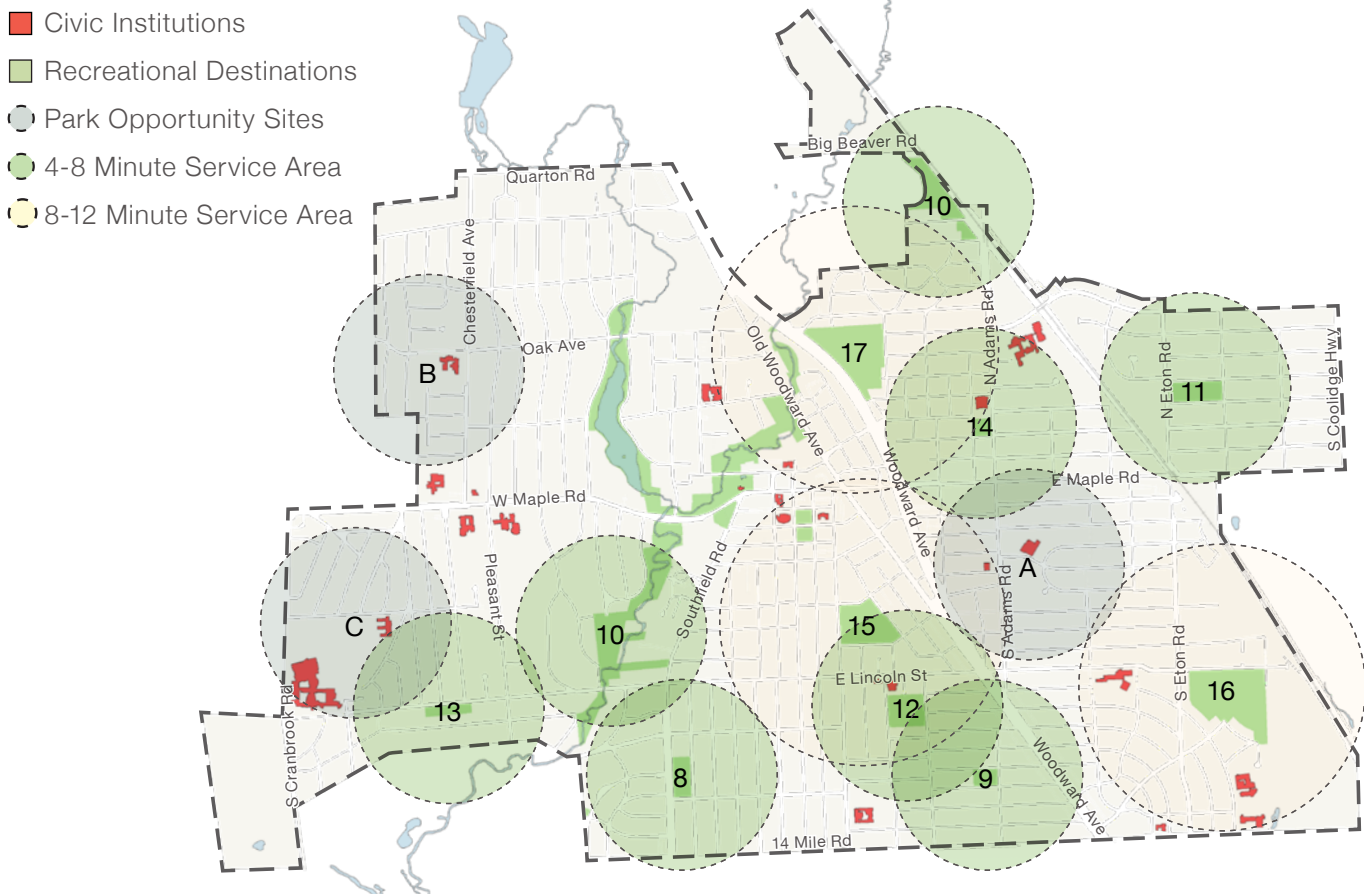 Civic Institutions
Recreational Destinations
Park Opportunity Sites
4-8 Minute Service Area
8-12 Minute Service Area
Big Beaver Rd
Quarton Rd
10
Chesterfield Ave
Old Woodward Ave
N Adams Rd
17
Oak Ave
B
N Eton Rd
11
S Coolidge Hwy
14
Woodward Ave
E Maple Rd
W Maple Rd
A
Pleasant St
Southfield Rd
S Adams Rd
C
10
15
E Lincoln St
S Eton Rd
16
S Cranbrook Rd
13
12
8
9
Woodward Ave
14 Mile Rd